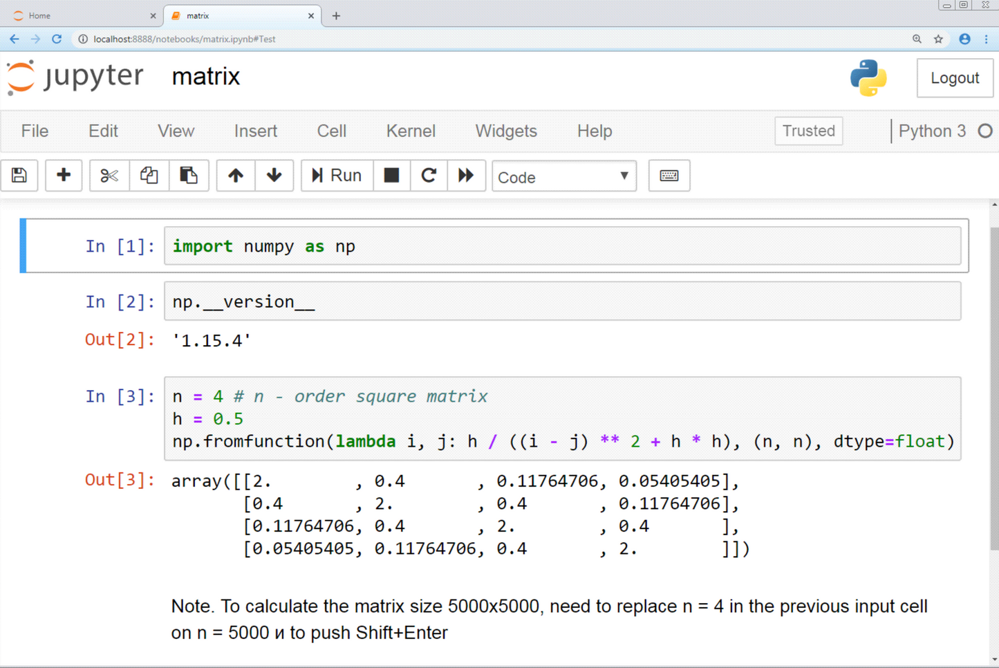 Home
matrix
localhost:8888/notebooks/matrix.ipynb#Test
jupyter matrix
Logout
File Edit View Insert Cell Kernel Widgets Help Trusted Python 3
Run Code
In [1]: import numpy as np
In [2]: np.__version__
Out[2]: '1.15.4'
In [3]: n = 4 # n - order square matrix
h = 0.5
np.fromfunction(lambda i, j: h / ((i - j) ** 2 + h * h), (n, n), dtype=float)
Out[3]: array([[2.        , 0.4       , 0.11764706, 0.05405405],
[0.4       , 2.        , 0.4       , 0.11764706],
[0.11764706, 0.4       , 2.        , 0.4       ],
[0.05405405, 0.11764706, 0.4       , 2.        ]])
Note. To calculate the matrix size 5000x5000, need to replace n = 4 in the previous input cell
on n = 5000 и to push Shift+Enter